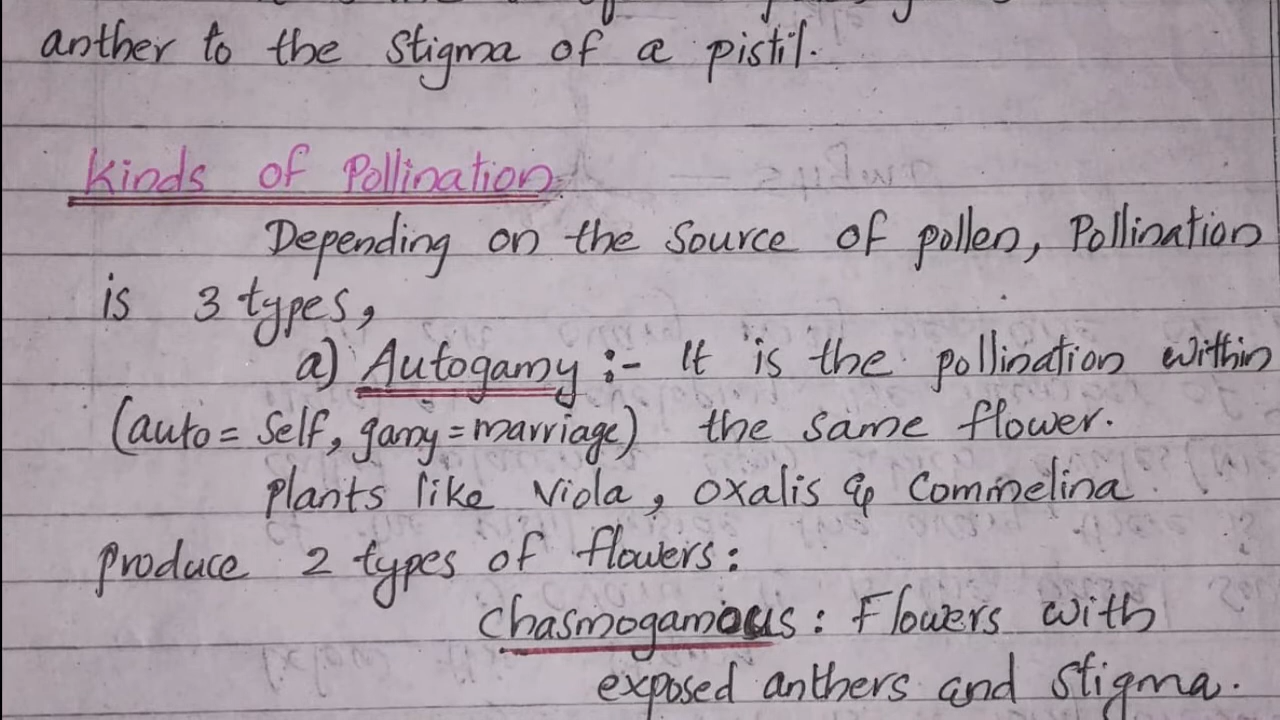 anther to the stigma of a pistil.
Kinds of Pollination
Depending on the source of pollen, Pollination
is 3 types,
a) Autogamy :- It is the pollination within
(auto = Self, gamy = marriage) the same flower.
plants like Viola, oxalis & Commelina
produce 2 types of flowers:
Chasmogamous: Flowers with
exposed anthers and stigma.